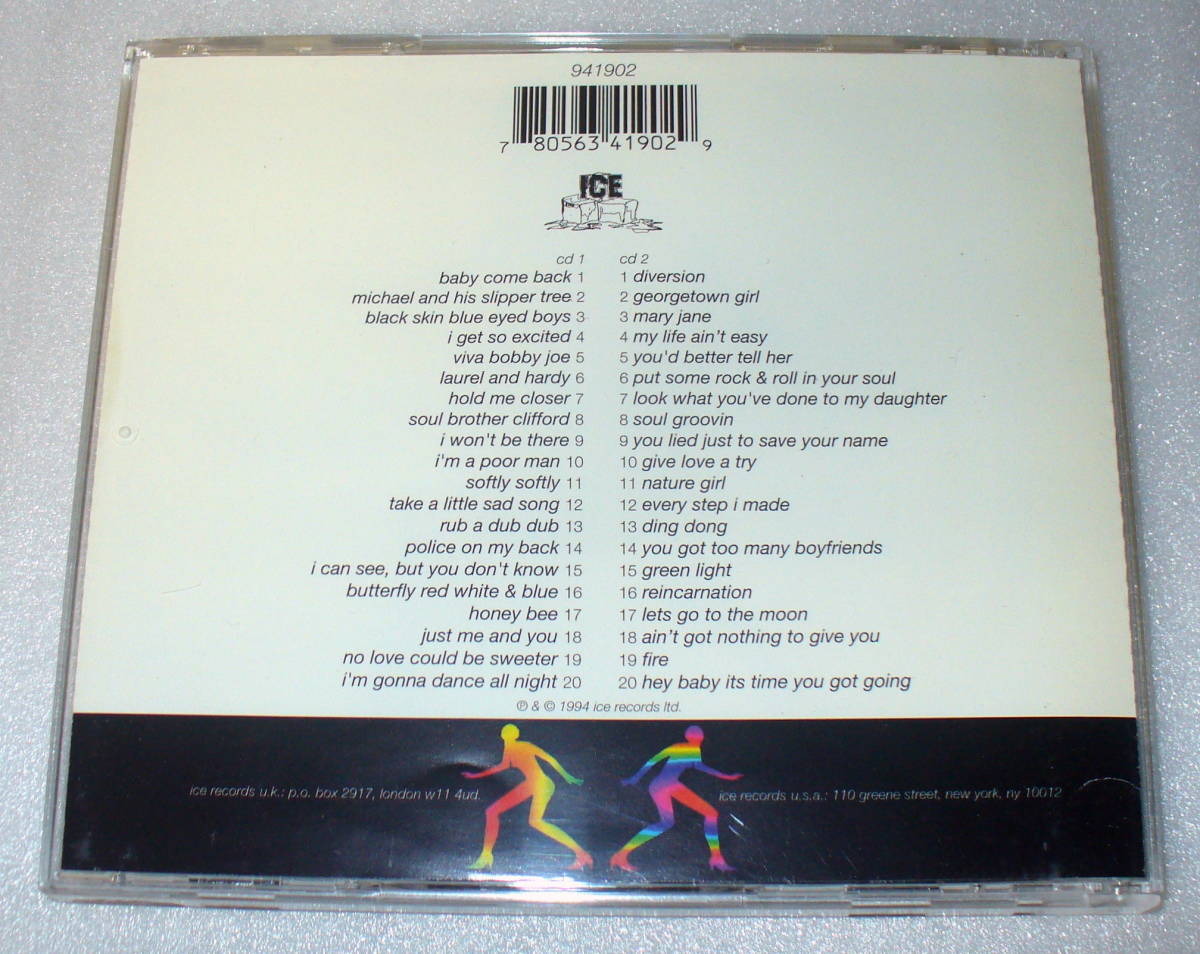 941902
7 80563 41902 9
ICE
cd 1
baby come back 1
michael and his slipper tree 2
black skin blue eyed boys 3
i get so excited 4
viva bobby joe 5
laurel and hardy 6
hold me closer 7
soul brother clifford 8
i won't be there 9
i'm a poor man 10
softly softly 11
take a little sad song 12
rub a dub dub 13
police on my back 14
i can see, but you don't know 15
butterfly red white & blue 16
honey bee 17
just me and you 18
no love could be sweeter 19
i'm gonna dance all night 20
cd 2
1 diversion
2 georgetown girl
3 mary jane
4 my life ain't easy
5 you'd better tell her
6 put some rock & roll in your soul
7 look what you've done to my daughter
8 soul groovin
9 you lied just to save your name
10 give love a try
11 nature girl
12 every step i made
13 ding dong
14 you got too many boyfriends
15 green light
16 reincarnation
17 lets go to the moon
18 ain't got nothing to give you
19 fire
20 hey baby its time you got going
℗ & © 1994 ice records ltd.
ice records u.k.: p.o. box 2917, london w11 4ud.
ice records u.s.a.: 110 greene street, new york, ny 10012